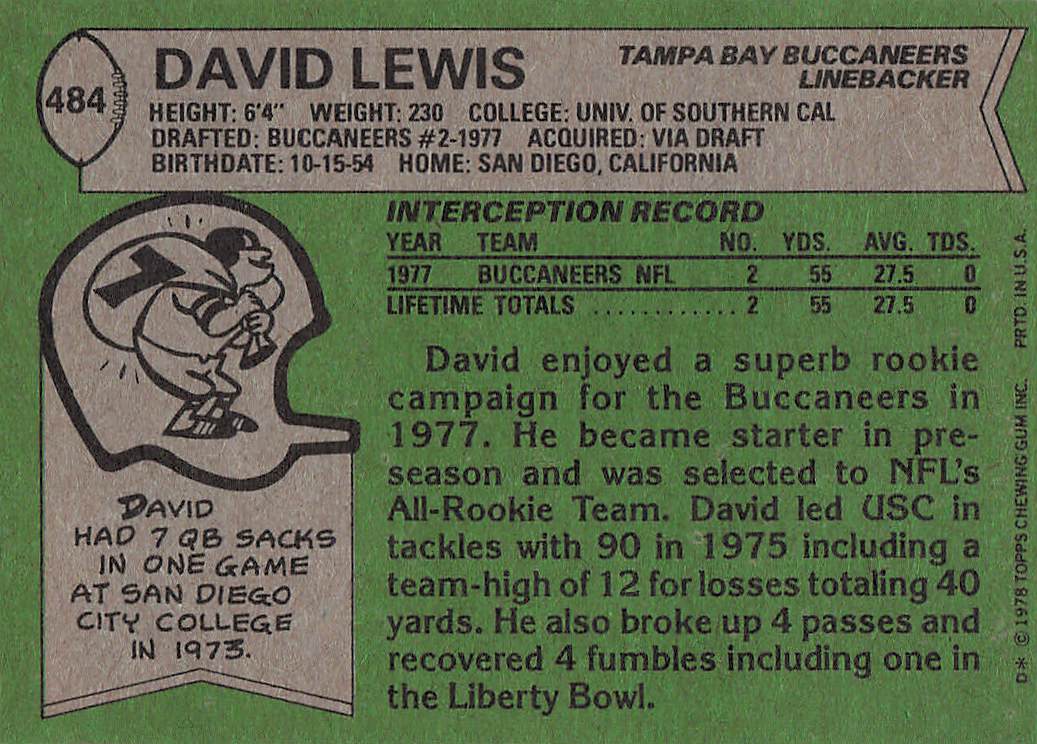 484
DAVID LEWIS
TAMPA BAY BUCCANEERS
LINEBACKER
HEIGHT: 6'4" WEIGHT: 230 COLLEGE: UNIV. OF SOUTHERN CAL
DRAFTED: BUCCANEERS #2-1977 ACQUIRED: VIA DRAFT
BIRTHDATE: 10-15-54 HOME: SAN DIEGO, CALIFORNIA
INTERCEPTION RECORD
YEAR TEAM NO. YDS. AVG. TDS.
1977 BUCCANEERS NFL 2 55 27.5 0
LIFETIME TOTALS ............. 2 55 27.5 0
David enjoyed a superb rookie
campaign for the Buccaneers in
1977. He became starter in pre-
season and was selected to NFL's
All-Rookie Team. David led USC in
tackles with 90 in 1975 including a
team-high of 12 for losses totaling 40
yards. He also broke up 4 passes and
recovered 4 fumbles including one in
the Liberty Bowl.
DAVID
HAD 7 QB SACKS
IN ONE GAME
AT SAN DIEGO
CITY COLLEGE
IN 1973.
D* © 1978 TOPPS CHEWING GUM INC. PRTD. IN U.S.A.